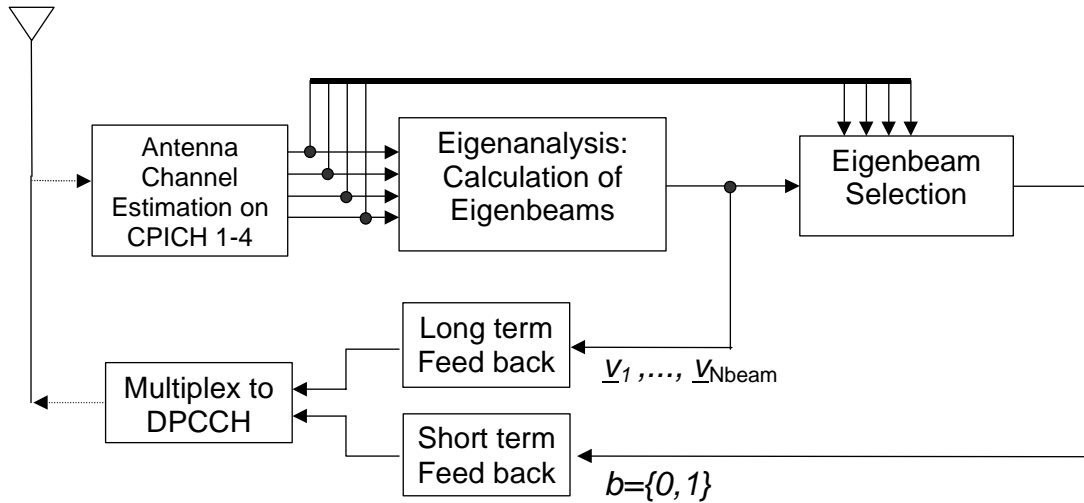 Antenna
Channel
Estimation on
CPICH 1-4
Eigenanalysis:
Calculation of
Eigenbeams
Eigenbeam
Selection
Long term
Feed back
v1 ,..., vNbeam
Multiplex to
DPCCH
Short term
Feed back
b={0,1}